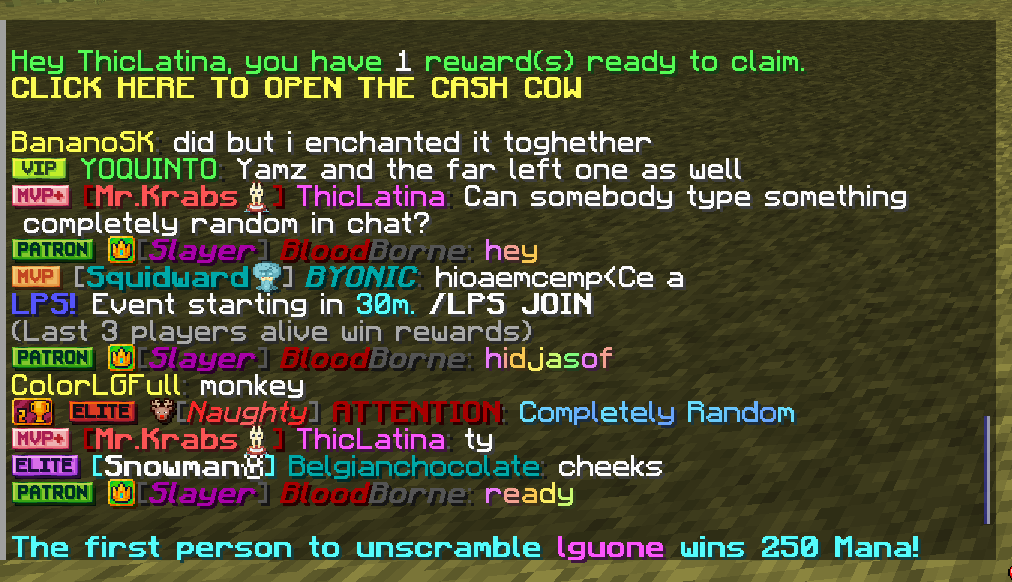 Hey ThicLatina, you have 1 reward(s) ready to claim.
CLICK HERE TO OPEN THE CASH COW
BananoSK: did but i enchanted it toghether
VIP YOQUINTO: Yamz and the far left one as well
MVP+ [Mr.Krabs] ThicLatina: Can somebody type something
completely random in chat?
PATRON [Slayer] BloodBorne: hey
MVP [Squidward] BYONIC: hioaemcemp<Ce a
LPS! Event starting in 30m. /LPS JOIN
(Last 3 players alive win rewards)
PATRON [Slayer] BloodBorne: hidjasof
ColorLGFull: monkey
ELITE [Naughty] ATTENTION: Completely Random
MVP+ [Mr.Krabs] ThicLatina: ty
ELITE [Snowman] Belgianchocolate: cheeks
PATRON [Slayer] BloodBorne: ready
The first person to unscramble lguone wins 250 Mana!